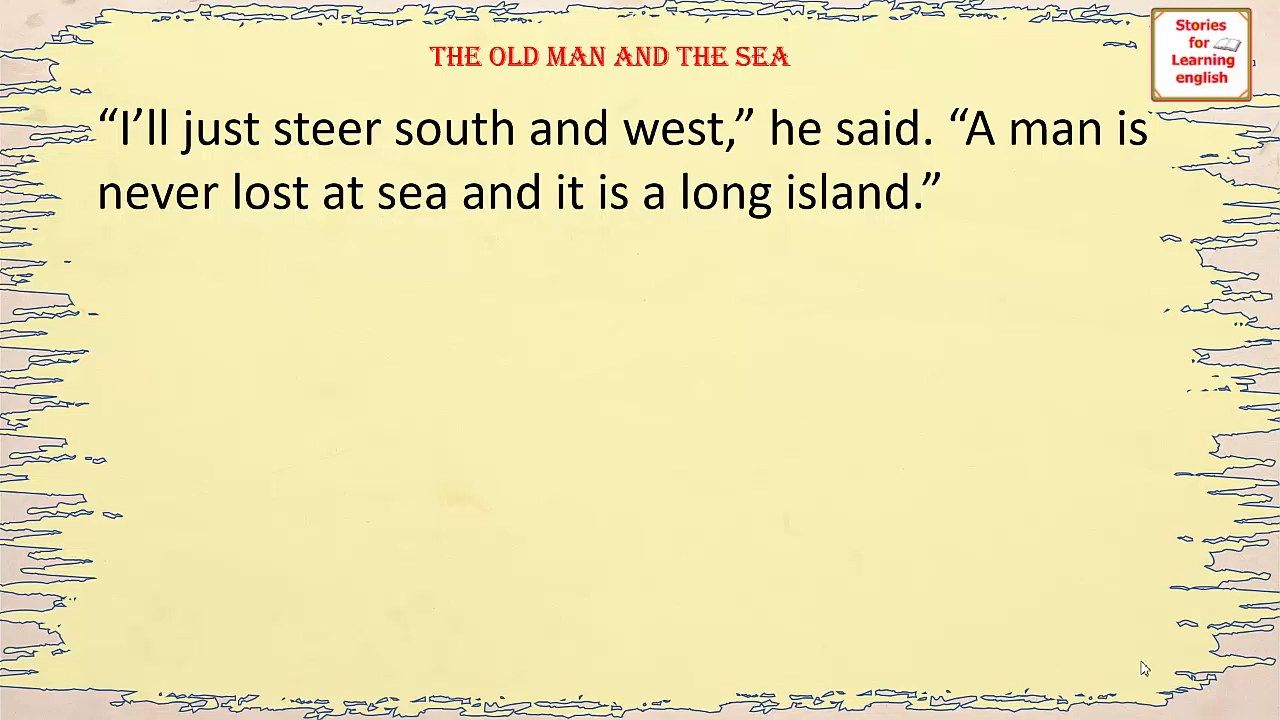 THE OLD MAN AND THE SEA
Stories
for
Learning
english
“I’ll just steer south and west,” he said. “A man is
never lost at sea and it is a long island.”